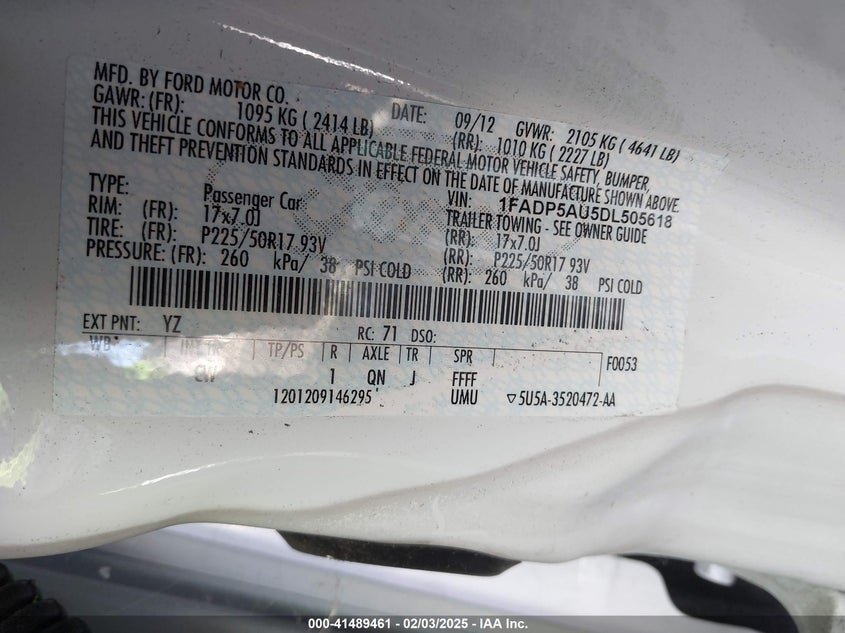 MFD. BY FORD MOTOR CO. DATE: 09/12 GVWR: 2105 KG ( 4641 LB)
GAWR: (FR): 1095 KG ( 2414 LB) (RR): 1010 KG ( 2227 LB)
THIS VEHICLE CONFORMS TO ALL APPLICABLE FEDERAL MOTOR VEHICLE SAFETY, BUMPER,
AND THEFT PREVENTION STANDARDS IN EFFECT ON THE DATE OF MANUFACTURE SHOWN ABOVE.
VIN: 1FADP5AU5DL505618
TYPE: Passenger Car TRAILER TOWING - SEE OWNER GUIDE
RIM: (FR): 17x7.0J (RR): 17x7.0J
TIRE: (FR): P225/50R17 93V (RR): P225/50R17 93V
PRESSURE: (FR): 260 kPa/ 38 PSI COLD (RR): 260 kPa/ 38 PSI COLD
EXT PNT: YZ RC: 71 DSO:
WB INT TR TP/PS R AXLE TR SPR F0053
CW 1 QN J FFFF
1201209146295 UMU ▽5U5A-3520472-AA
000-41489461 - 02/03/2025 - IAA Inc.